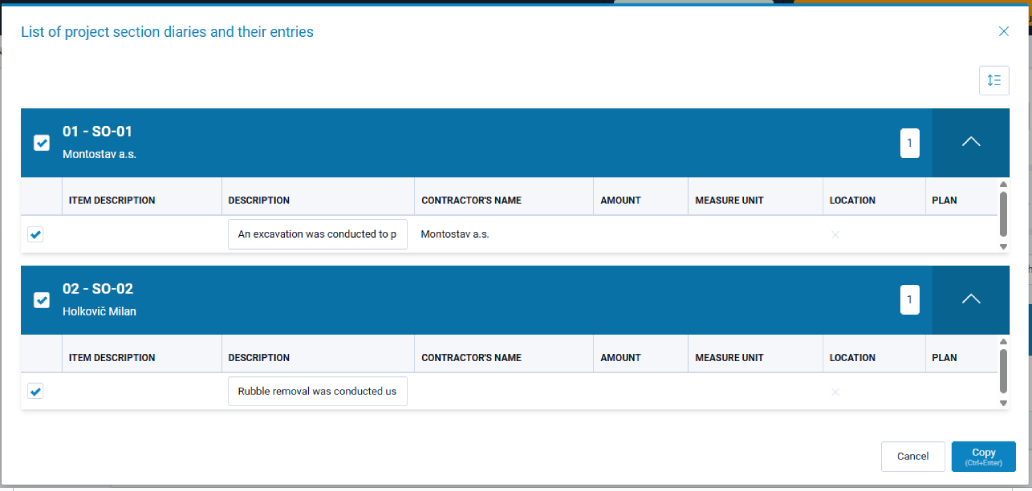 List of project section diaries and their entries
01 - SO-01
Montostav a.s.
1
ITEM DESCRIPTION DESCRIPTION CONTRACTOR'S NAME AMOUNT MEASURE UNIT LOCATION PLAN
An excavation was conducted to p Montostav a.s.
02 - SO-02
Holkovič Milan
1
ITEM DESCRIPTION DESCRIPTION CONTRACTOR'S NAME AMOUNT MEASURE UNIT LOCATION PLAN
Rubble removal was conducted us
Cancel Copy
(Ctrl+Enter)